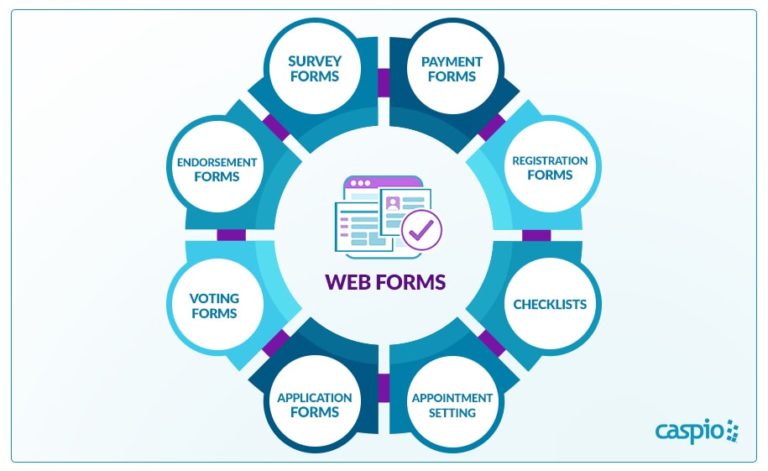 SURVEY
FORMS
PAYMENT
FORMS
ENDORSEMENT
FORMS
REGISTRATION
FORMS
WEB FORMS
VOTING
FORMS
CHECKLISTS
APPLICATION
FORMS
APPOINTMENT
SETTING
caspio